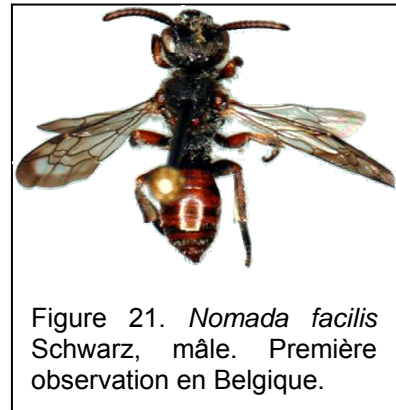 Figure 21. Nomada facilis
Schwarz, mâle. Première
observation en Belgique.